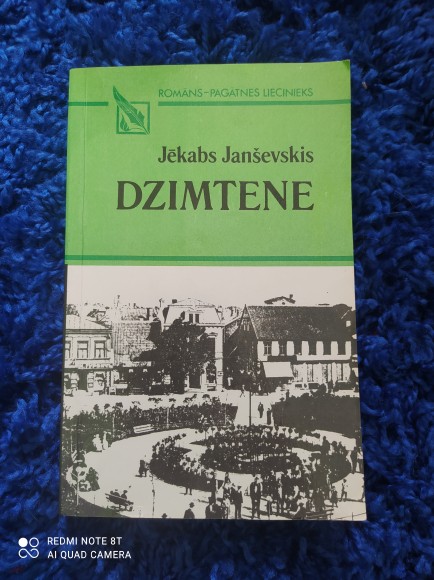 ROMĀNS–PAGĀTNES LIECINIEKS
Jēkabs Janševskis
DZIMTENE
REDMI NOTE 8T
AI QUAD CAMERA